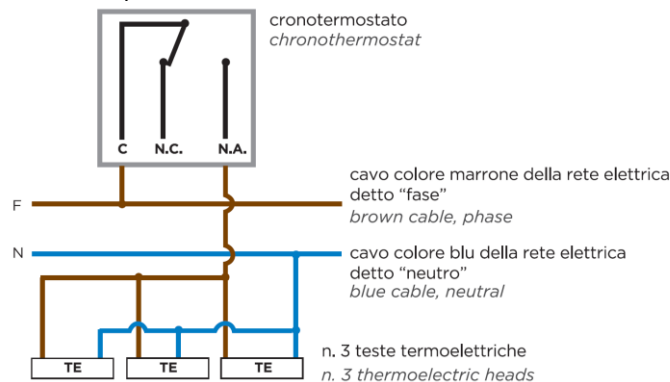 cronotermostato
chronothermostat
C N.C. N.A.
cavo colore marrone della rete elettrica
F
detto “fase”
brown cable, phase
N
cavo colore blu della rete elettrica
detto “neutro”
blue cable, neutral
TE TE TE
n. 3 teste termoelettriche
n. 3 thermoelectric heads